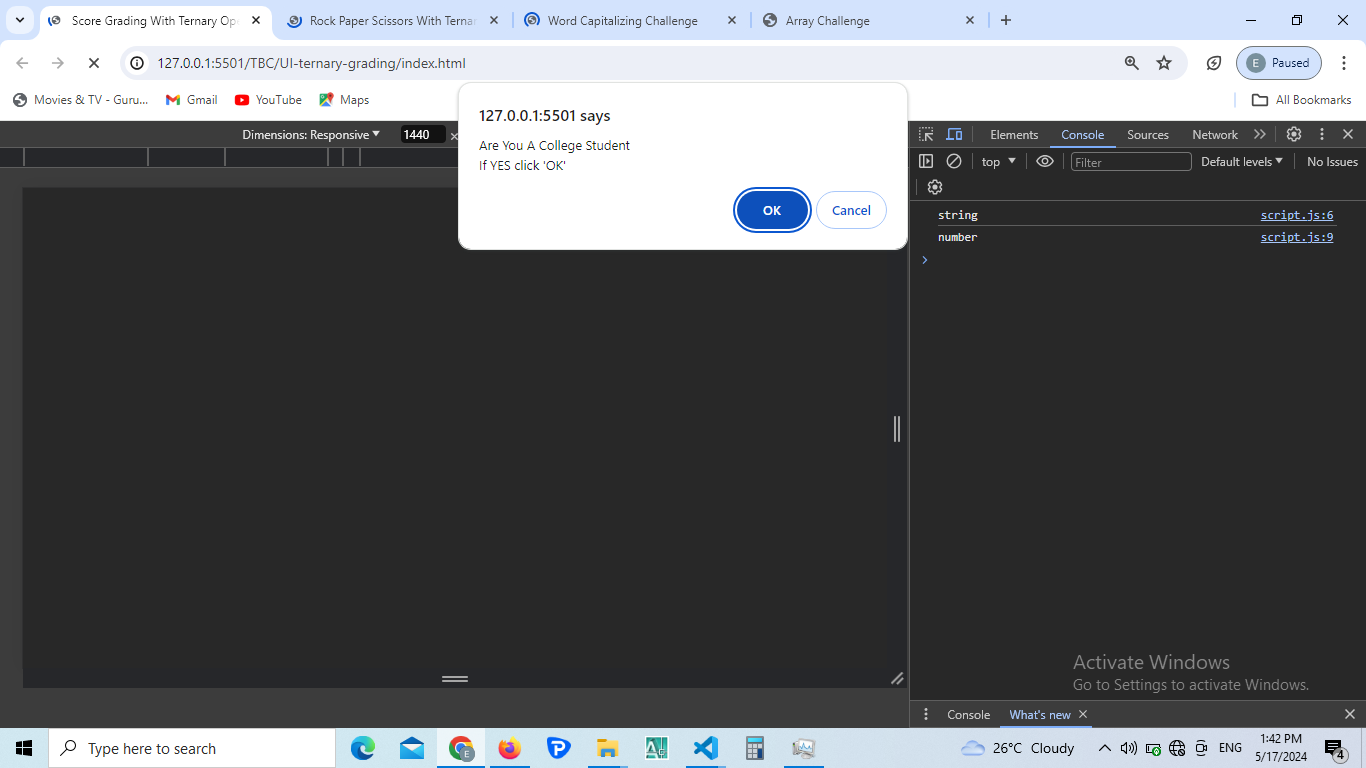 Score Grading With Ternary Ope
Rock Paper Scissors With Ternar
Word Capitalizing Challenge
Array Challenge
127.0.0.1:5501/TBC/UI-ternary-grading/index.html
E Paused
Movies & TV - Guru...
Gmail
YouTube
Maps
All Bookmarks
127.0.0.1:5501 says
Are You A College Student
If YES click 'OK'
OK
Cancel
Dimensions: Responsive
1440
Elements
Console
Sources
Network
top
Filter
Default levels
No Issues
string script.js:6
number script.js:9
Activate Windows
Go to Settings to activate Windows.
Console
What's new
Type here to search
E
26°C Cloudy
ENG
1:42 PM
5/17/2024
4